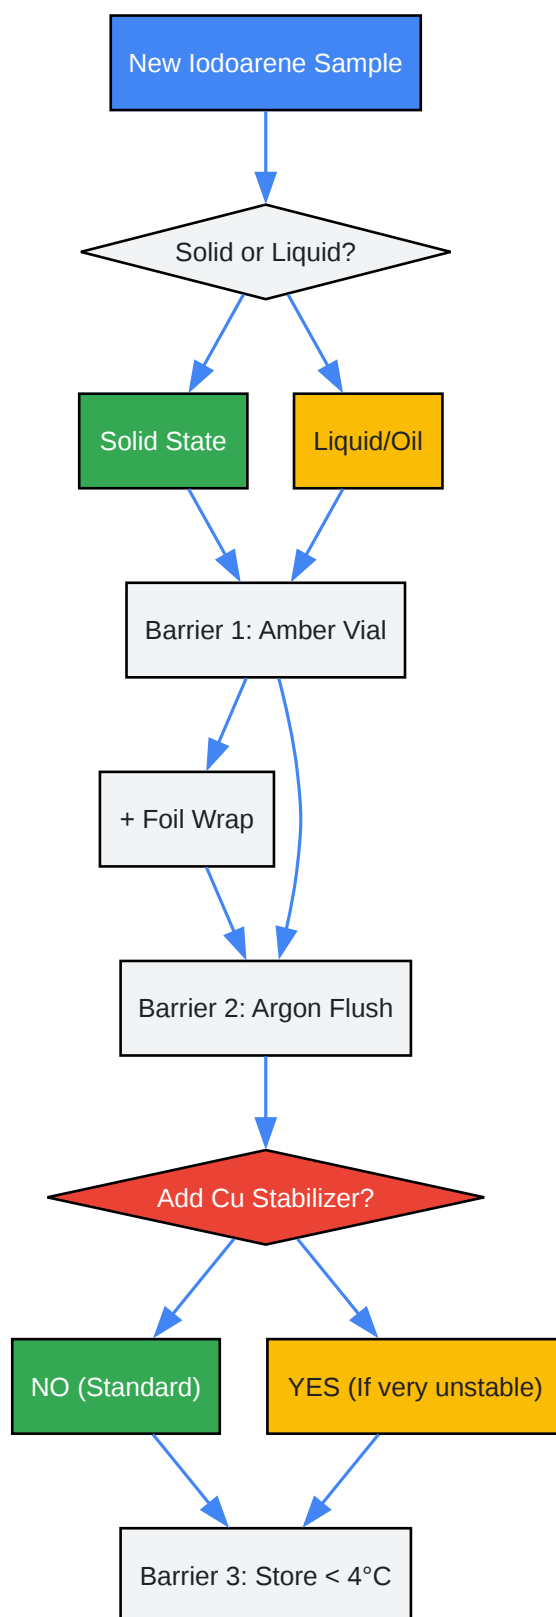 New Iodoarene Sample
Solid or Liquid?
Solid State
Liquid/Oil
Barrier 1: Amber Vial
+ Foil Wrap
Barrier 2: Argon Flush
Add Cu Stabilizer?
NO (Standard)
YES (If very unstable)
Barrier 3: Store < 4°C